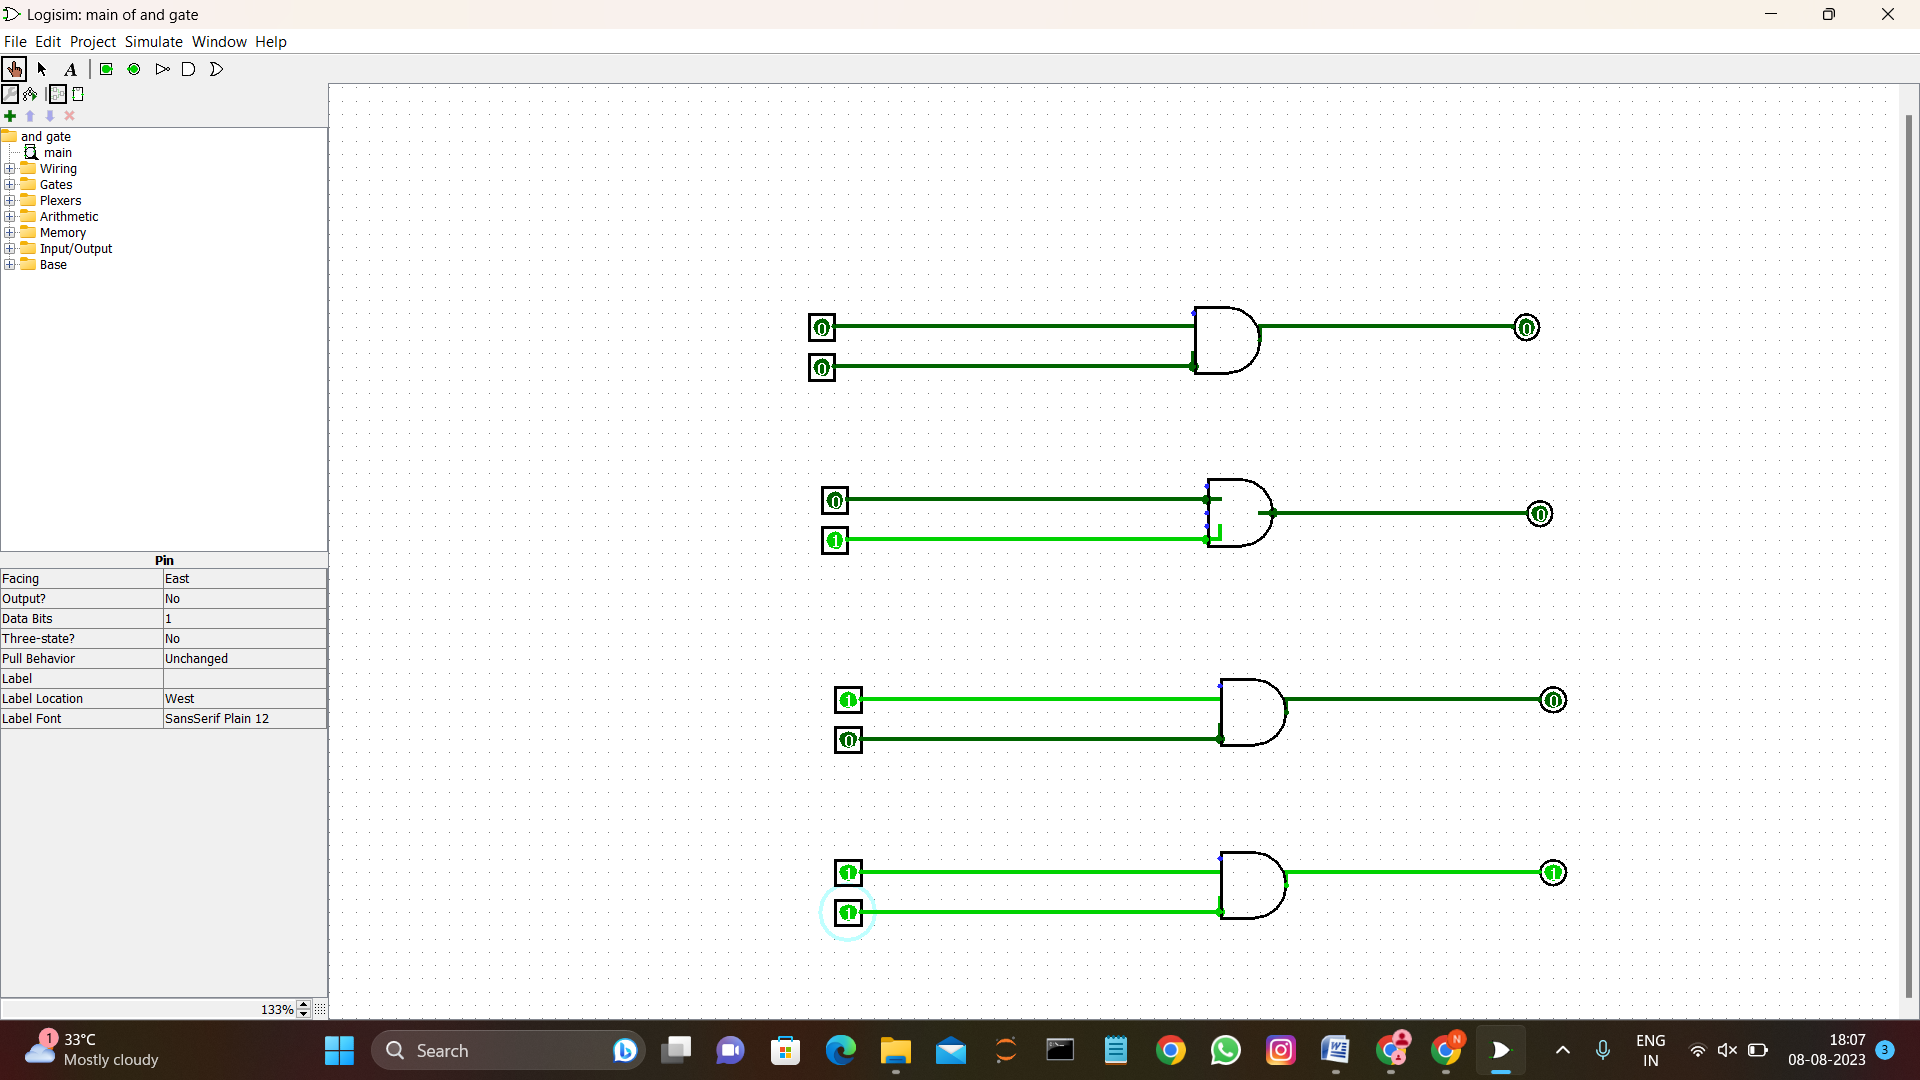 Logisim: main of and gate
File Edit Project Simulate Window Help
A
and gate
main
Wiring
Gates
Plexers
Arithmetic
Memory
Input/Output
Base
Pin
Facing East
Output? No
Data Bits 1
Three-state? No
Pull Behavior Unchanged
Label
Label Location West
Label Font SansSerif Plain 12
133%
0 0
0
0 0
1
1 0
0
1 1
1
1 33°C
Mostly cloudy
Search
N
ENG
IN
18:07
08-08-2023
3